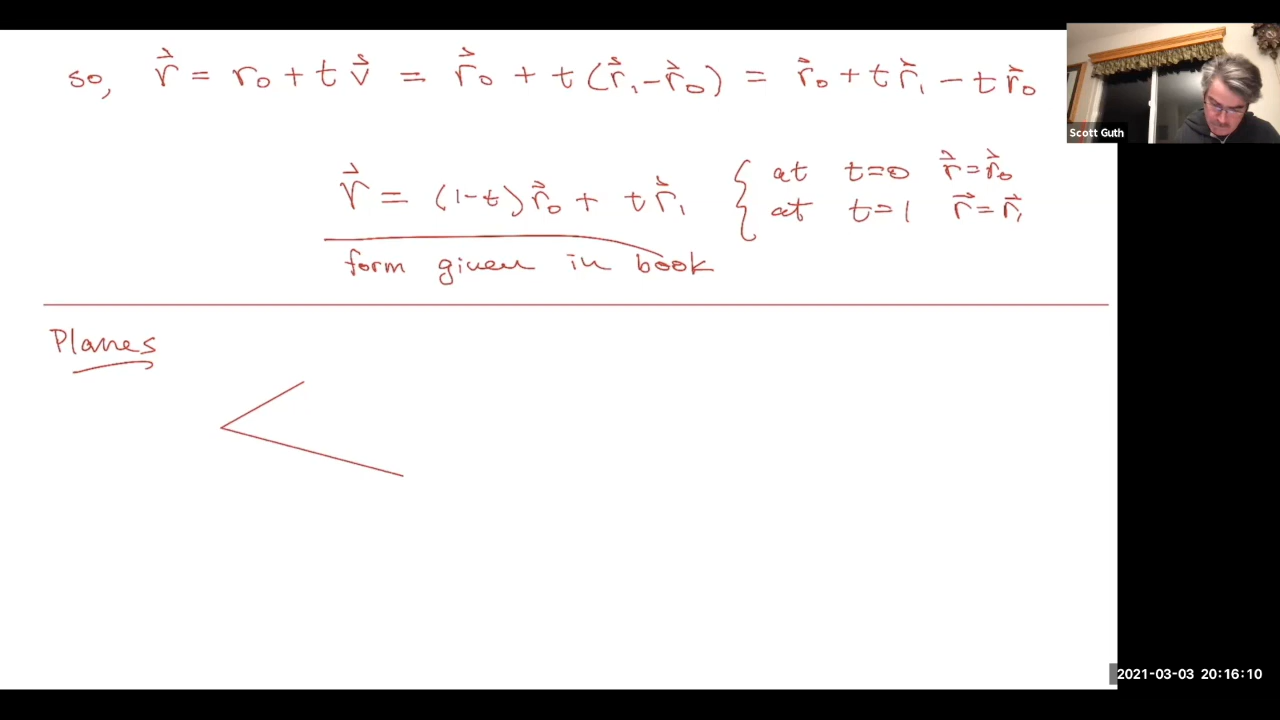 so, r⃗ = r₀ + t v⃗ = r⃗₀ + t(r⃗₁ - r⃗₀) = r⃗₀ + t r⃗₁ - t r⃗₀
Scott Guth
r⃗ = (1-t) r⃗₀ + t r⃗₁ { at t=0 r⃗ = r⃗₀
at t=1 r⃗ = r⃗₁
form given in book
Planes
2021-03-03 20:16:10